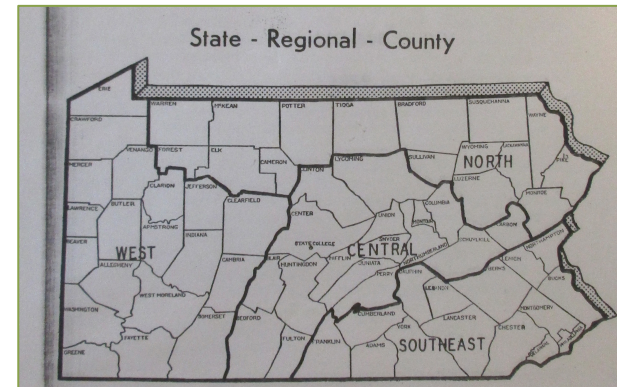 State - Regional - County
ERIE
WARREN
McKEAN
POTTER
TIOGA
BRADFORD
SUSQUEHANNA
WAYNE
CRAWFORD
WYOMING
VENANGO
FOREST
ELK
CAMERON
CLINTON
LYCOMING
SULLIVAN
NORTH
PIKE
MERCER
CLARION
JEFFERSON
CLEARFIELD
LUZERNE
MONROE
LAWRENCE
BUTLER
ARMSTRONG
CENTER
UNION
COLUMBIA
CARBON
INDIANA
STATE COLLEGE
SNYDER
NORTHUMBERLAND
SCHUYLKILL
NORTHAMPTON
BEAVER
WEST
CENTRAL
ALLEGHENY
CAMBRIA
BLAIR
HUNTINGDON
MIFFLIN
JUNIATA
PERRY
DAUPHIN
BERKS
BUCKS
WEST MORELAND
CUMBERLAND
LEBANON
LANCASTER
MONTGOMERY
WASHINGTON
SOMERSET
BEDFORD
FULTON
FRANKLIN
ADAMS
YORK
SOUTHEAST
CHESTER
GREENE
FAYETTE